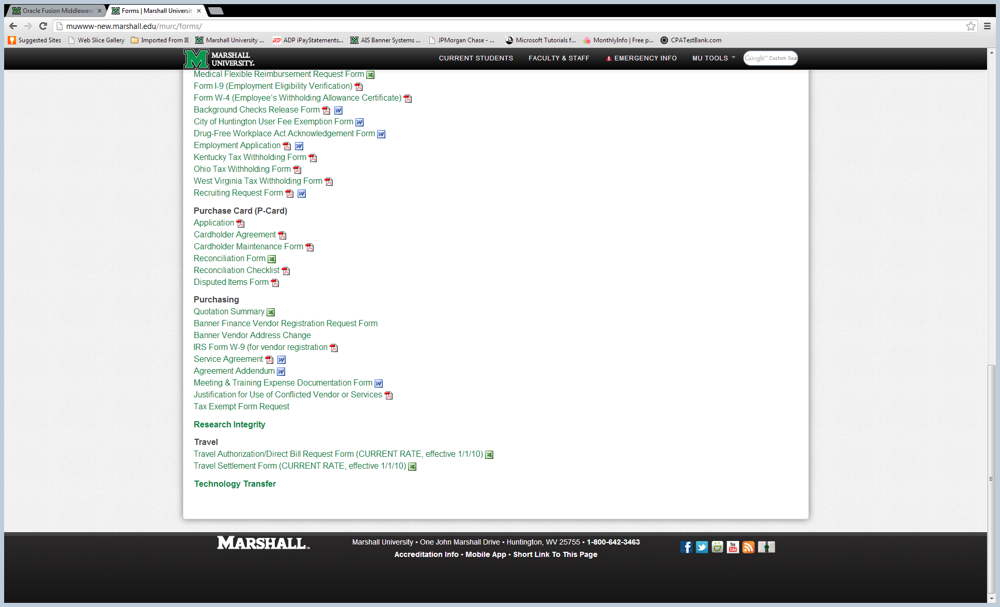 Oracle Fusion Middleware
Forms | Marshall Universit
muwww-new.marshall.edu/murc/forms/
Suggested Sites
Web Slice Gallery
Imported From IE
Marshall University ...
ADP iPayStatements...
AIS Banner Systems ...
JPMorgan Chase - ...
Microsoft Tutorials f...
MonthlyInfo | Free p...
CPATestBank.com
MARSHALL
UNIVERSITY.
CURRENT STUDENTS
FACULTY & STAFF
EMERGENCY INFO
MU TOOLS
Google™ Custom Sear
Medical Flexible Reimbursement Request Form
Form I-9 (Employment Eligibility Verification)
Form W-4 (Employee's Withholding Allowance Certificate)
Background Checks Release Form
City of Huntington User Fee Exemption Form
Drug-Free Workplace Act Acknowledgement Form
Employment Application
Kentucky Tax Withholding Form
Ohio Tax Withholding Form
West Virginia Tax Withholding Form
Recruiting Request Form
Purchase Card (P-Card)
Application
Cardholder Agreement
Cardholder Maintenance Form
Reconciliation Form
Reconciliation Checklist
Disputed Items Form
Purchasing
Quotation Summary
Banner Finance Vendor Registration Request Form
Banner Vendor Address Change
IRS Form W-9 (for vendor registration
Service Agreement
Agreement Addendum
Meeting & Training Expense Documentation Form
Justification for Use of Conflicted Vendor or Services
Tax Exempt Form Request
Research Integrity
Travel
Travel Authorization/Direct Bill Request Form (CURRENT RATE, effective 1/1/10)
Travel Settlement Form (CURRENT RATE, effective 1/1/10)
Technology Transfer
MARSHALL™
Marshall University • One John Marshall Drive • Huntington, WV 25755 • 1-800-642-3463
Accreditation Info • Mobile App • Short Link To This Page
You Tube